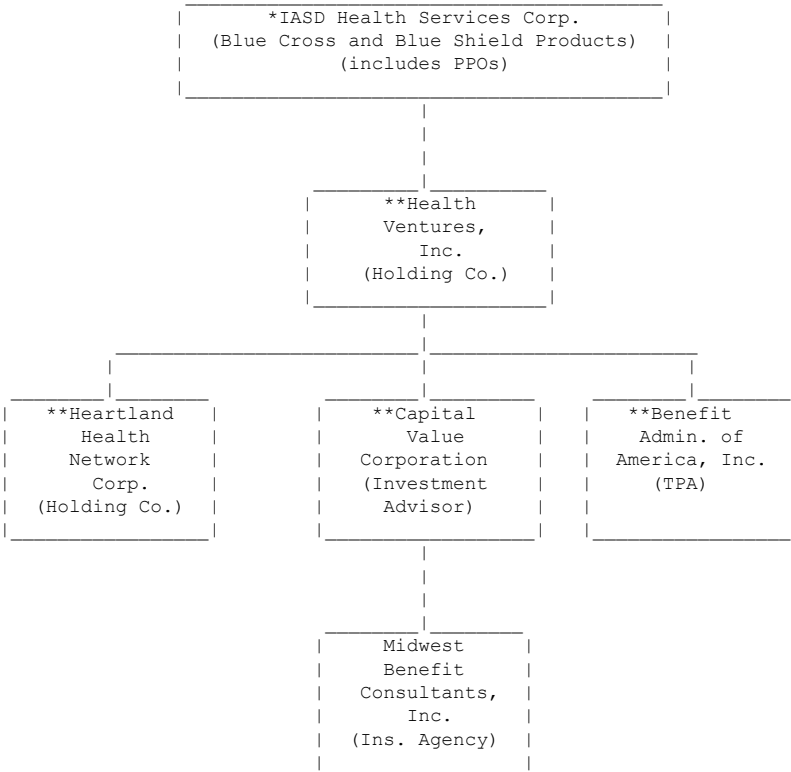 *IASD Health Services Corp.
(Blue Cross and Blue Shield Products)
(includes PPOs)
**Health
Ventures,
Inc.
(Holding Co.)
**Heartland
Health
Network
Corp.
(Holding Co.)
**Capital
Value
Corporation
(Investment
Advisor)
**Benefit
Admin. of
America, Inc.
(TPA)
Midwest
Benefit
Consultants,
Inc.
(Ins. Agency)